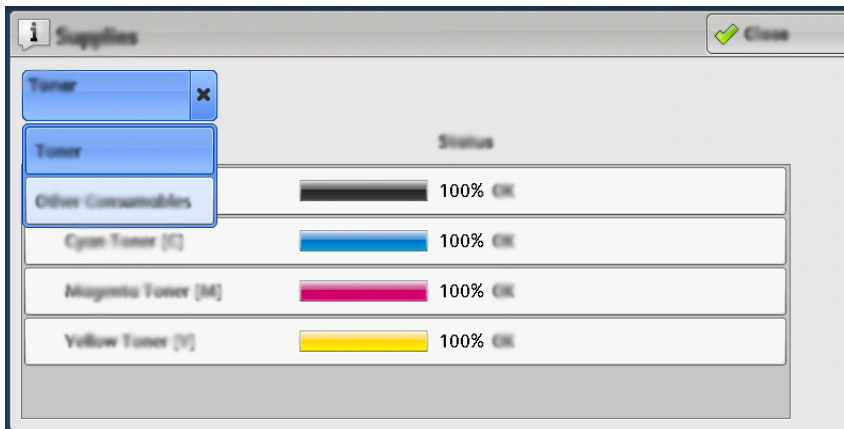 Supplies
Close
Toner
Status
Toner
100% OK
Other Consumables
Cyan Toner [C]
100% OK
Magenta Toner [M]
100% OK
Yellow Toner [Y]
100% OK